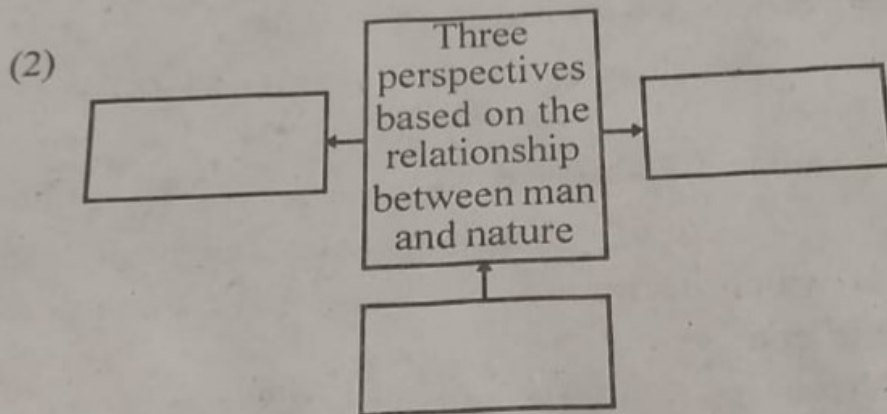 (2)
Three
perspectives
based on the
relationship
between man
and nature